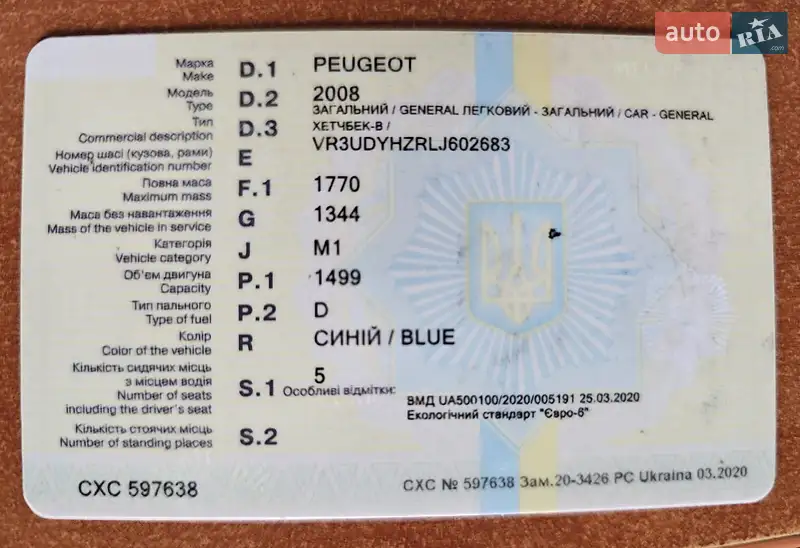 auto RIA.com
Марка
Make D.1 PEUGEOT
Модель
Type D.2 2008
ЗАГАЛЬНИЙ / GENERAL ЛЕГКОВИЙ - ЗАГАЛЬНИЙ / CAR - GENERAL
Тип
Commercial description D.3 ХЕТЧБЕК-В /
Номер шасі (кузова, рами)
Vehicle identification number E VR3UDYHZRLJ602683
Повна маса
Maximum mass F.1 1770
Маса без навантаження
Mass of the vehicle in service G 1344
Категорія
Vehicle category J M1
Об'єм двигуна
Capacity P.1 1499
Тип пального
Type of fuel P.2 D
Колір
Color of the vehicle R СИНІЙ / BLUE
Кількість сидячих місць
з місцем водія
Number of seats
including the driver's seat S.1 5
Особливі відмітки: ВМД UA500100/2020/005191 25.03.2020
Екологічний стандарт "Євро-6"
Кількість стоячих місць
Number of standing places S.2
СХС 597638
СХС № 597638 Зам.20-3426 РС Ukraina 03.2020